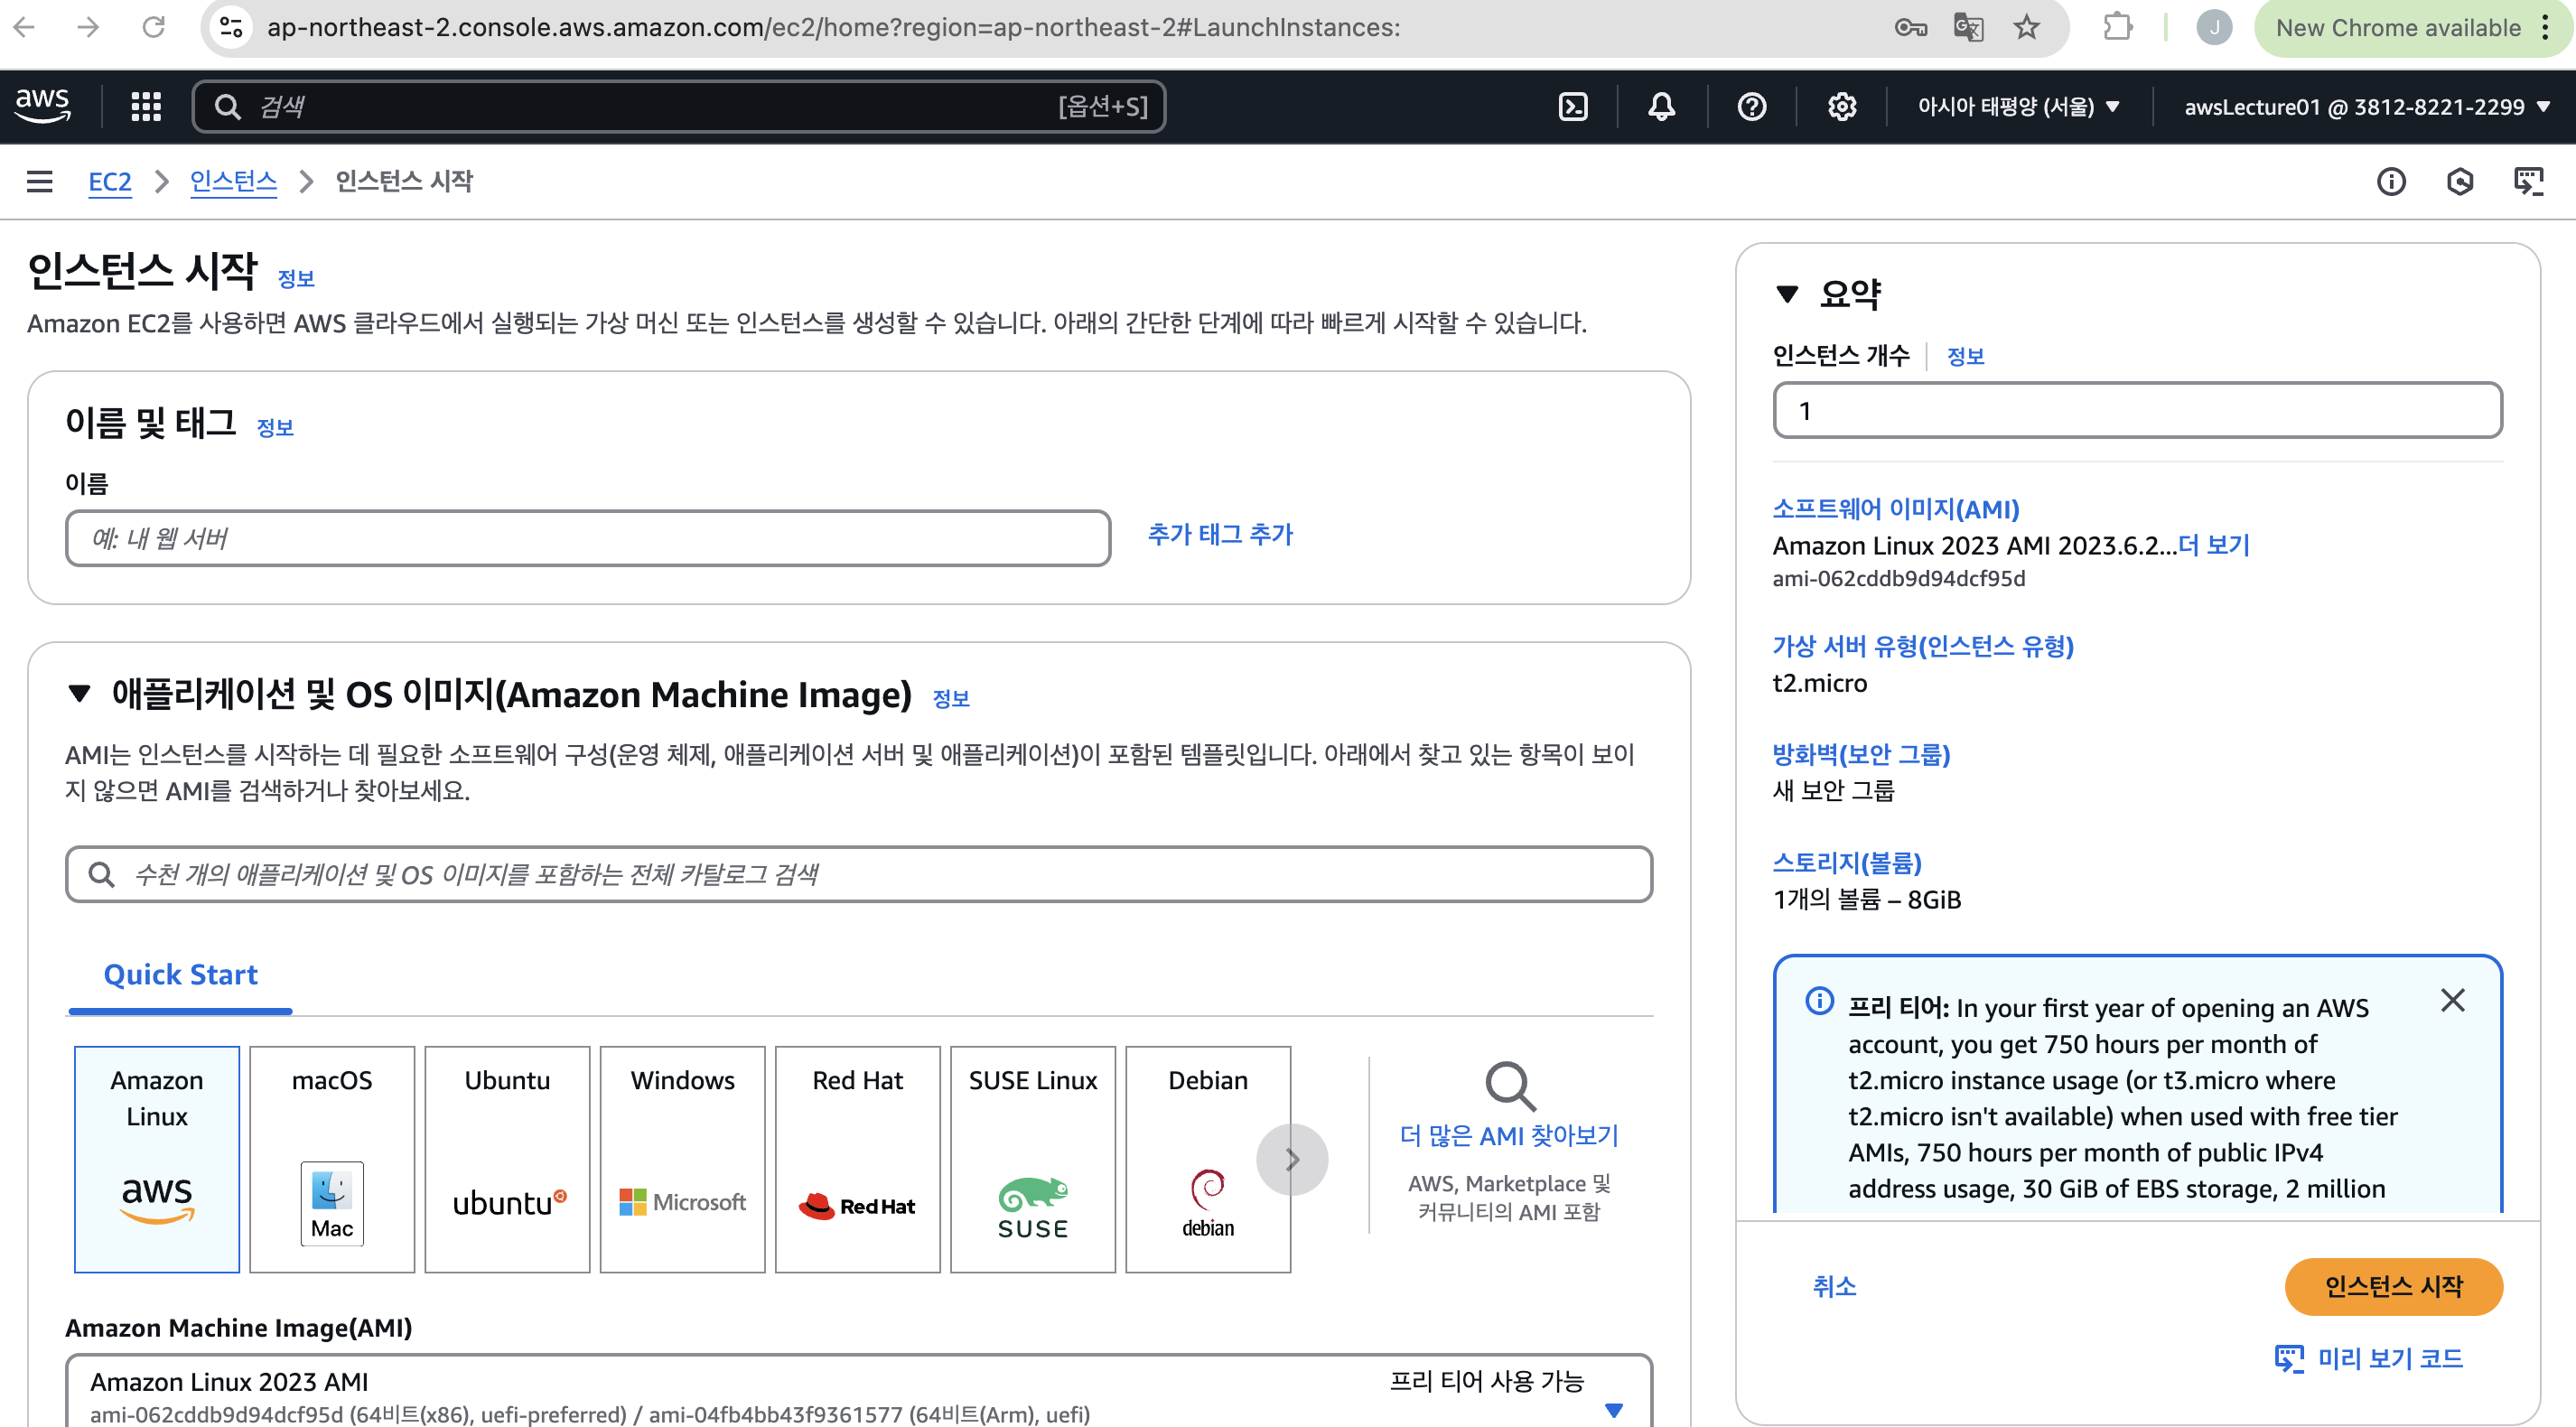 ap-northeast-2.console.aws.amazon.com/ec2/home?region=ap-northeast-2#LaunchInstances:
J
New Chrome available
aws
검색
[옵션+S]
아시아 태평양 (서울)
awsLecture01 @ 3812-8221-2299
EC2
인스턴스
인스턴스 시작
인스턴스 시작 정보
Amazon EC2를 사용하면 AWS 클라우드에서 실행되는 가상 머신 또는 인스턴스를 생성할 수 있습니다. 아래의 간단한 단계에 따라 빠르게 시작할 수 있습니다.
이름 및 태그 정보
이름
예: 내 웹 서버
추가 태그 추가
애플리케이션 및 OS 이미지(Amazon Machine Image) 정보
AMI는 인스턴스를 시작하는 데 필요한 소프트웨어 구성(운영 체제, 애플리케이션 서버 및 애플리케이션)이 포함된 템플릿입니다. 아래에서 찾고 있는 항목이 보이
지 않으면 AMI를 검색하거나 찾아보세요.
수천 개의 애플리케이션 및 OS 이미지를 포함하는 전체 카탈로그 검색
Quick Start
Amazon
Linux
aws
macOS
Mac
Ubuntu
ubuntu
Windows
Microsoft
Red Hat
Red Hat
SUSE Linux
SUSE
Debian
debian
더 많은 AMI 찾아보기
AWS, Marketplace 및
커뮤니티의 AMI 포함
Amazon Machine Image(AMI)
Amazon Linux 2023 AMI
프리 티어 사용 가능
ami-062cddb9d94dcf95d (64비트(x86), uefi-preferred) / ami-04fb4bb43f9361577 (64비트(Arm), uefi)
요약
인스턴스 개수
정보
1
소프트웨어 이미지(AMI)
Amazon Linux 2023 AMI 2023.6.2...더 보기
ami-062cddb9d94dcf95d
가상 서버 유형(인스턴스 유형)
t2.micro
방화벽(보안 그룹)
새 보안 그룹
스토리지(볼륨)
1개의 볼륨 – 8GiB
프리 티어: In your first year of opening an AWS
account, you get 750 hours per month of
t2.micro instance usage (or t3.micro where
t2.micro isn't available) when used with free tier
AMIs, 750 hours per month of public IPv4
address usage, 30 GiB of EBS storage, 2 million
취소
인스턴스 시작
미리 보기 코드